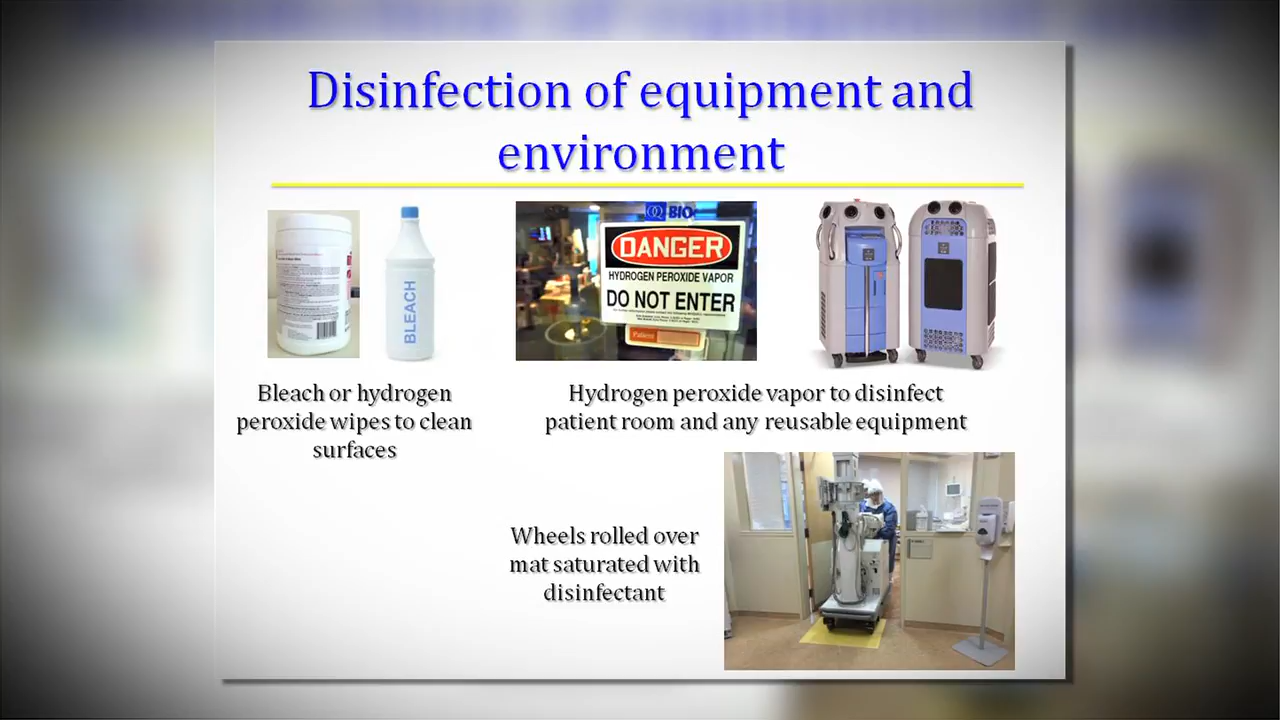 Disinfection of equipment and
environment
BLEACH
BIO
DANGER
HYDROGEN PEROXIDE VAPOR
DO NOT ENTER
Patient
Bleach or hydrogen
peroxide wipes to clean
surfaces
Hydrogen peroxide vapor to disinfect
patient room and any reusable equipment
Wheels rolled over
mat saturated with
disinfectant